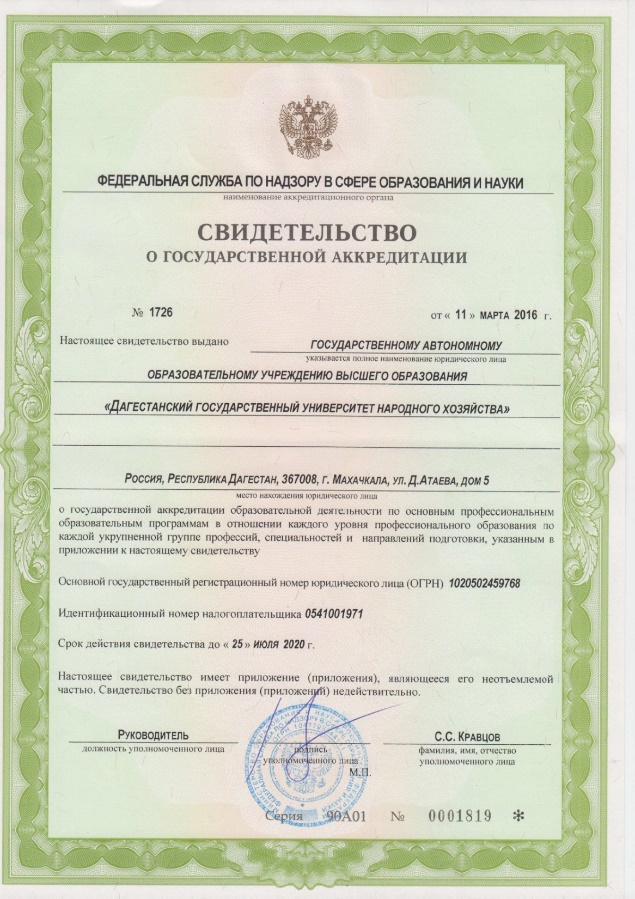 ФЕДЕРАЛЬНАЯ СЛУЖБА ПО НАДЗОРУ В СФЕРЕ ОБРАЗОВАНИЯ И НАУКИ
наименование аккредитационного органа
СВИДЕТЕЛЬСТВО
О ГОСУДАРСТВЕННОЙ АККРЕДИТАЦИИ
№ 1726 от « 11 » МАРТА 2016 г.
Настоящее свидетельство выдано ГОСУДАРСТВЕННОМУ АВТОНОМНОМУ
указывается полное наименование юридического лица
ОБРАЗОВАТЕЛЬНОМУ УЧРЕЖДЕНИЮ ВЫСШЕГО ОБРАЗОВАНИЯ
«ДАГЕСТАНСКИЙ ГОСУДАРСТВЕННЫЙ УНИВЕРСИТЕТ НАРОДНОГО ХОЗЯЙСТВА»
РОССИЯ, РЕСПУБЛИКА ДАГЕСТАН, 367008, Г. МАХАЧКАЛА, УЛ. Д.АТАЕВА, ДОМ 5
место нахождения юридического лица
о государственной аккредитации образовательной деятельности по основным профессиональным
образовательным программам в отношении каждого уровня профессионального образования по
каждой укрупненной группе профессий, специальностей и направлений подготовки, указанным в
приложении к настоящему свидетельству
Основной государственный регистрационный номер юридического лица (ОГРН) 1020502459768
Идентификационный номер налогоплательщика 0541001971
Срок действия свидетельства до « 25 » ИЮЛЯ 2020 г.
Настоящее свидетельство имеет приложение (приложения), являющееся его неотъемлемой
частью. Свидетельство без приложения (приложений) недействительно.
РУКОВОДИТЕЛЬ С.С. КРАВЦОВ
должность уполномоченного лица подпись уполномоченного лица фамилия, имя, отчество уполномоченного лица
М.П.
Серия 90А01 № 0001819 *